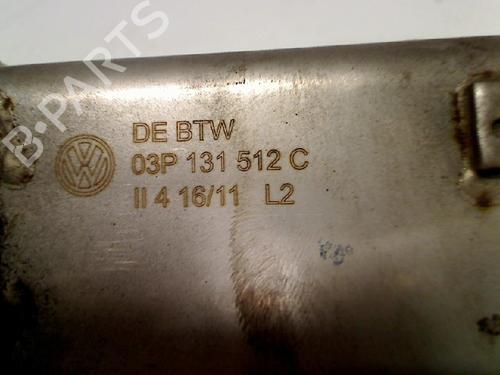 B-PARTS
DE BTW
03P 131 512 C
II 4 16/11 L2